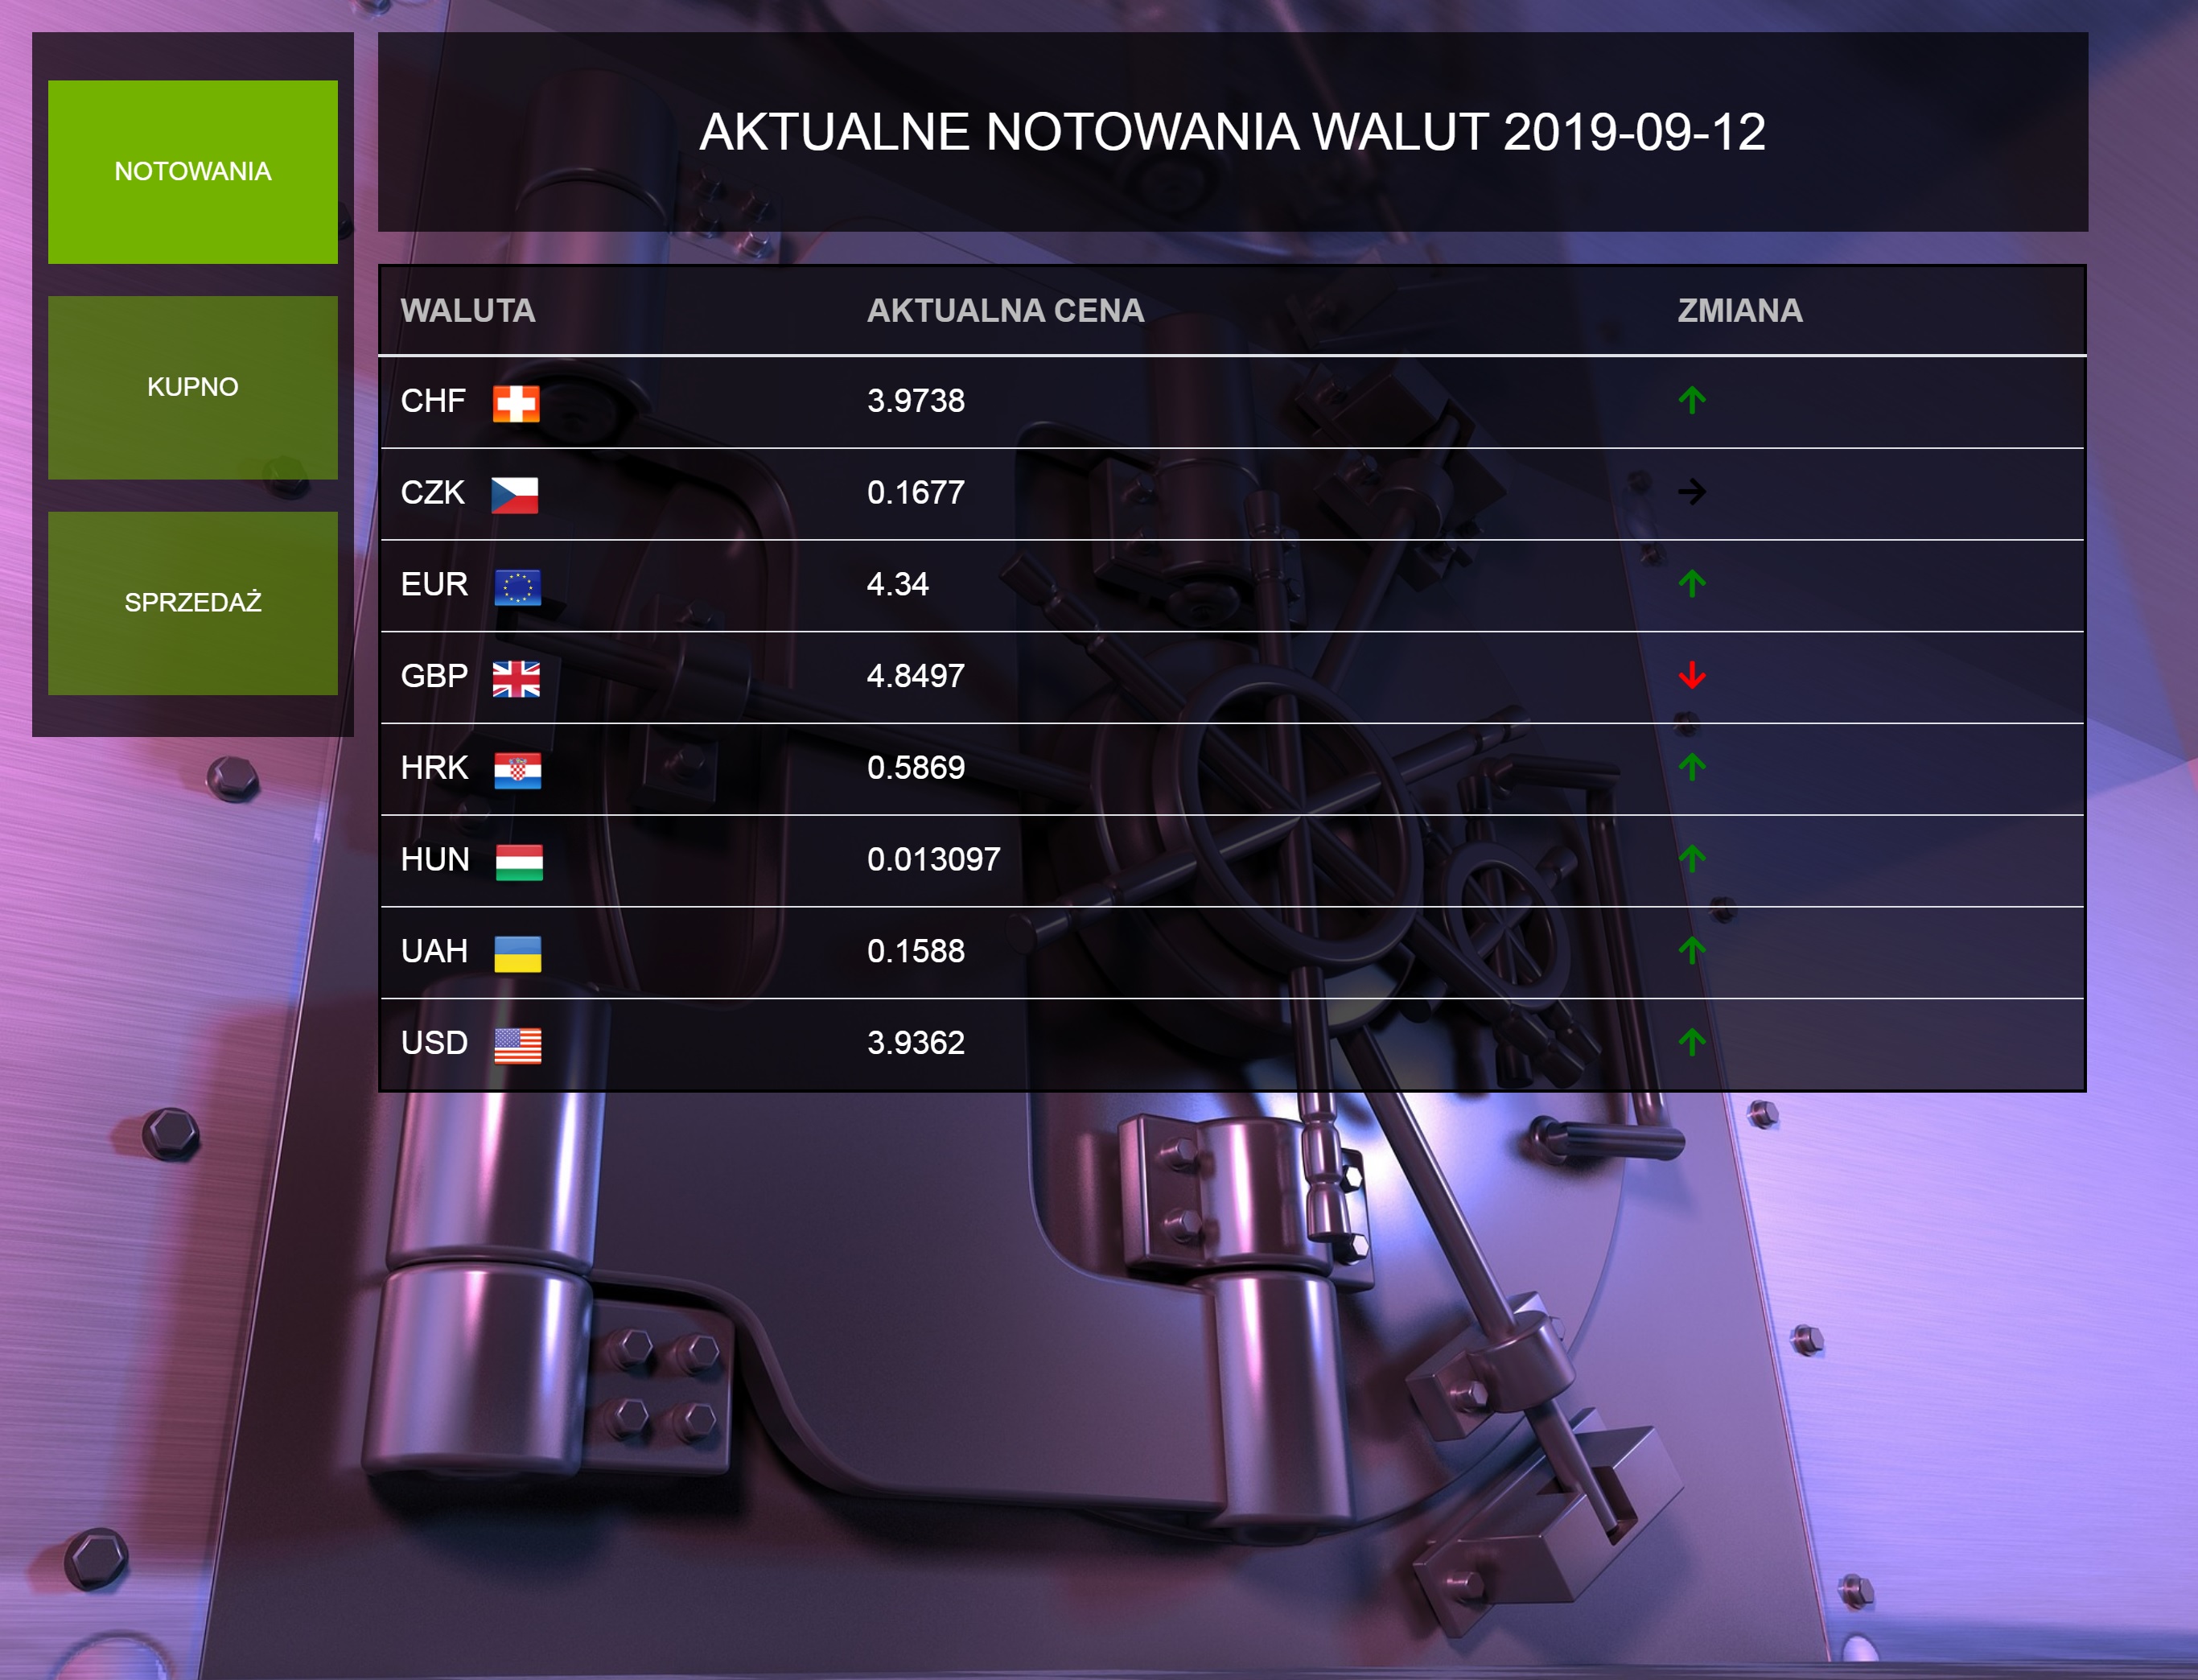 NOTOWANIA
KUPNO
SPRZEDAŻ
AKTUALNE NOTOWANIA WALUT 2019-09-12
WALUTA AKTUALNA CENA ZMIANA
CHF 3.9738
CZK 0.1677
EUR 4.34
GBP 4.8497
HRK 0.5869
HUN 0.013097
UAH 0.1588
USD 3.9362